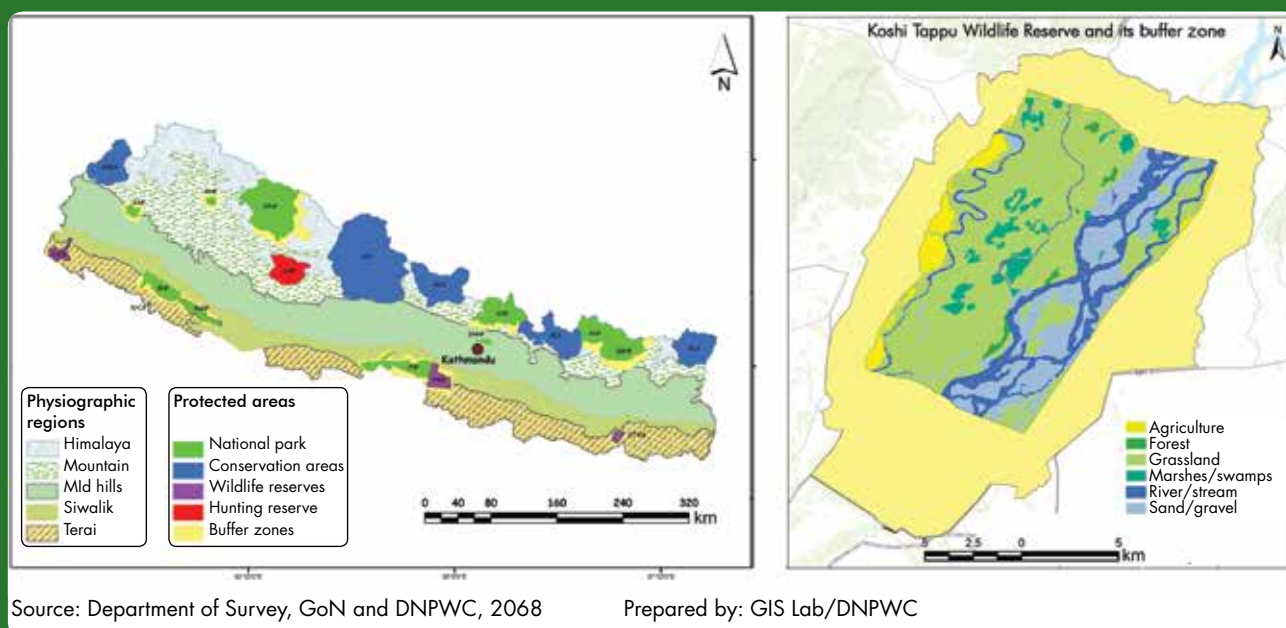 N
Kathmandu
Physiographic
regions
Himalaya
Mountain
MId hills
Siwalik
Terai
Protected areas
National park
Conservation areas
Wildlife reserves
Hunting reserve
Buffer zones
0 40 80 160 240 320
km
Koshi Tappu Wildlife Reserve and its buffer zone
N
Agriculture
Forest
Grassland
Marshes/swamps
River/stream
Sand/gravel
5 2.5 0 5
km
Source: Department of Survey, GoN and DNPWC, 2068
Prepared by: GIS Lab/DNPWC